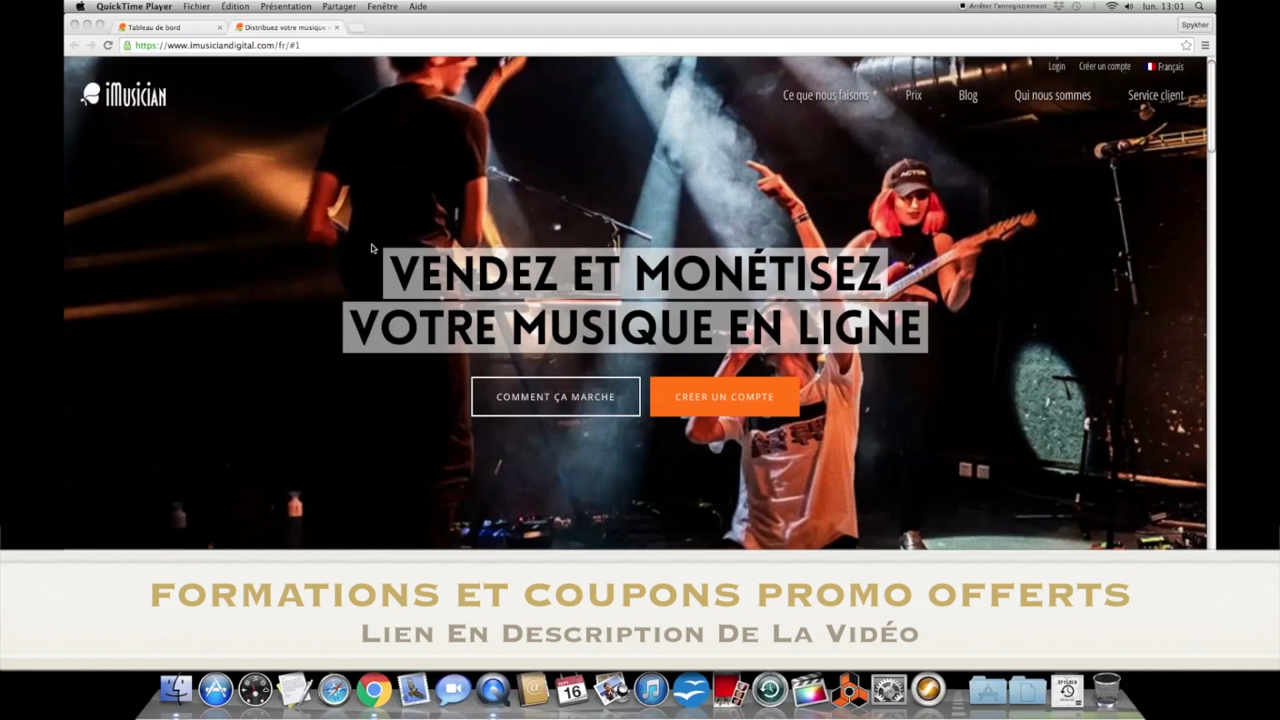 QuickTime Player Fichier Édition Présentation Partager Fenêtre Aide Arrêter l'enregistrement lun. 13:01
Tableau de bord Distribuez votre musique Spykher
https://www.imusiciandigital.com/fr/#1
Login Créer un compte Français
iMusician Ce que nous faisons Prix Blog Qui nous sommes Service client
ACTOR
VENDEZ ET MONÉTISEZ
VOTRE MUSIQUE EN LIGNE
COMMENT ÇA MARCHE CRÉER UN COMPTE
FORMATIONS ET COUPONS PROMO OFFERTS
Lien En Description De La Vidéo
16